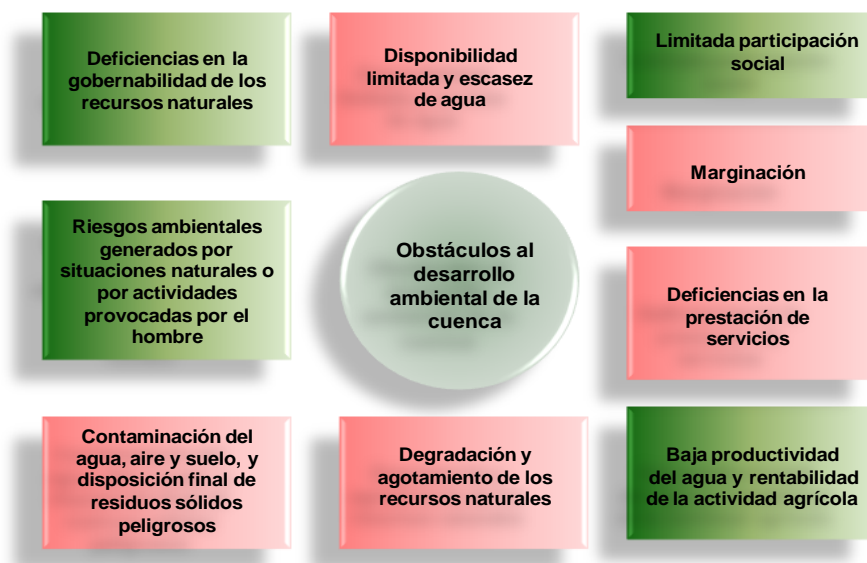 Deficiencias en la
gobernabilidad de los
recursos naturales
Disponibilidad
limitada y escasez
de agua
Limitada participación
social
Marginación
Riesgos ambientales
generados por
situaciones naturales o
por actividades
provocadas por el
hombre
Obstáculos al
desarrollo
ambiental de la
cuenca
Deficiencias en la
prestación de
servicios
Contaminación del
agua, aire y suelo, y
disposición final de
residuos sólidos
peligrosos
Degradación y
agotamiento de los
recursos naturales
Baja productividad
del agua y rentabilidad
de la actividad agrícola